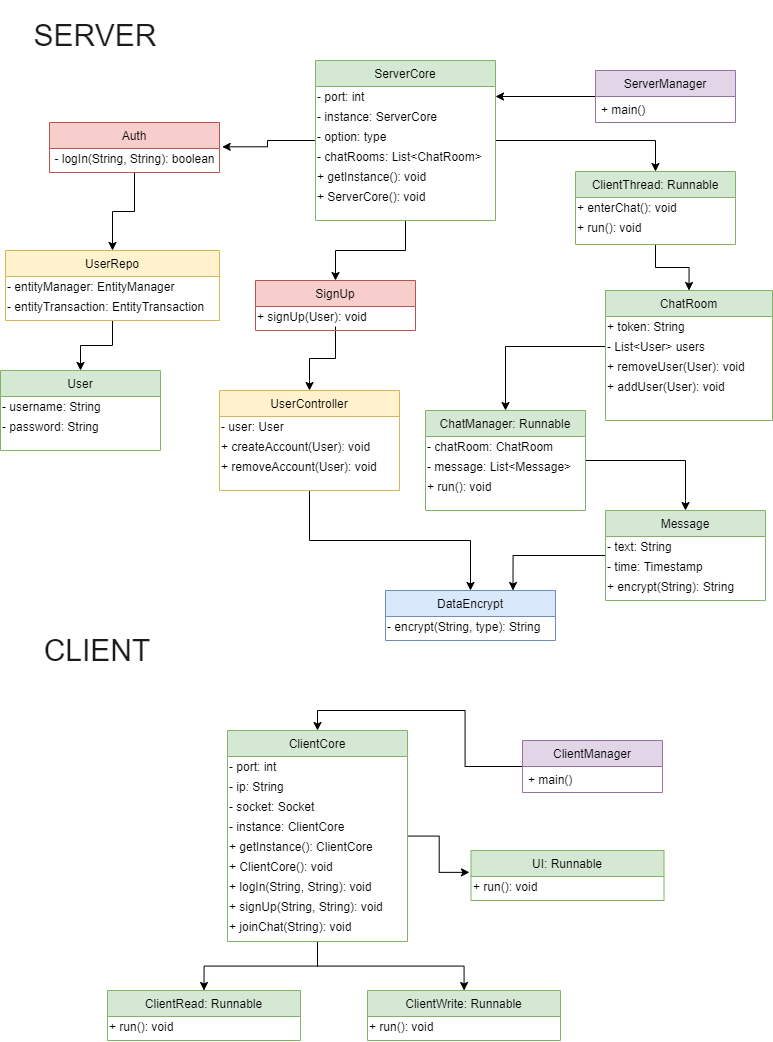 SERVER
ServerCore
- port: int
- instance: ServerCore
- option: type
- chatRooms: List<ChatRoom>
+ getInstance(): void
+ ServerCore(): void
ServerManager
+ main()
Auth
- logIn(String, String): boolean
ClientThread: Runnable
+ enterChat(): void
+ run(): void
UserRepo
- entityManager: EntityManager
- entityTransaction: EntityTransaction
SignUp
+ signUp(User): void
ChatRoom
+ token: String
- List<User> users
+ removeUser(User): void
+ addUser(User): void
User
- username: String
- password: String
UserController
- user: User
+ createAccount(User): void
+ removeAccount(User): void
ChatManager: Runnable
- chatRoom: ChatRoom
- message: List<Message>
+ run(): void
Message
- text: String
- time: Timestamp
+ encrypt(String): String
DataEncrypt
- encrypt(String, type): String
CLIENT
ClientCore
- port: int
- ip: String
- socket: Socket
- instance: ClientCore
+ getInstance(): ClientCore
+ ClientCore(): void
+ logIn(String, String): void
+ signUp(String, String): void
+ joinChat(String): void
ClientManager
+ main()
UI: Runnable
+ run(): void
ClientRead: Runnable
+ run(): void
ClientWrite: Runnable
+ run(): void